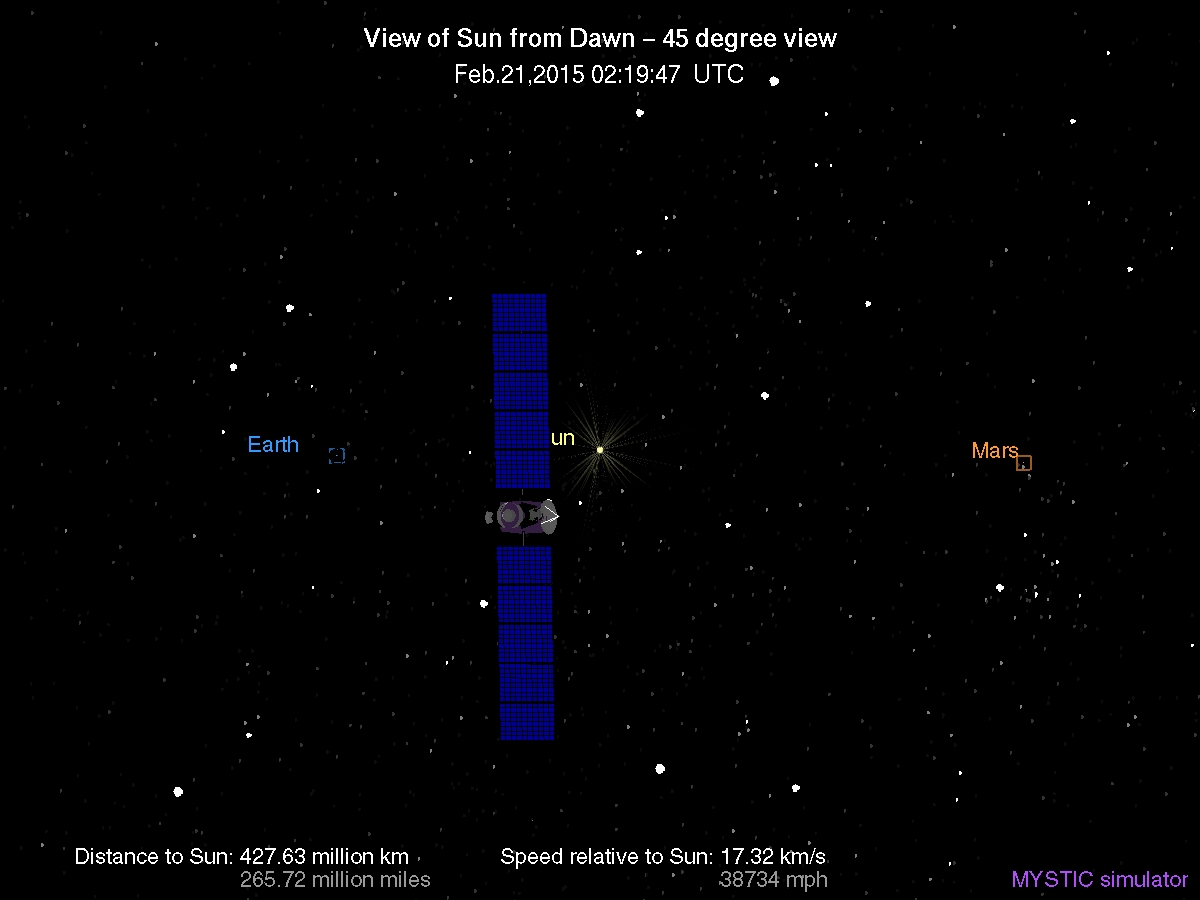 View of Sun from Dawn – 45 degree view
Feb.21,2015 02:19:47 UTC
un
Earth
Mars
Distance to Sun: 427.63 million km
265.72 million miles
Speed relative to Sun: 17.32 km/s
38734 mph
MYSTIC simulator